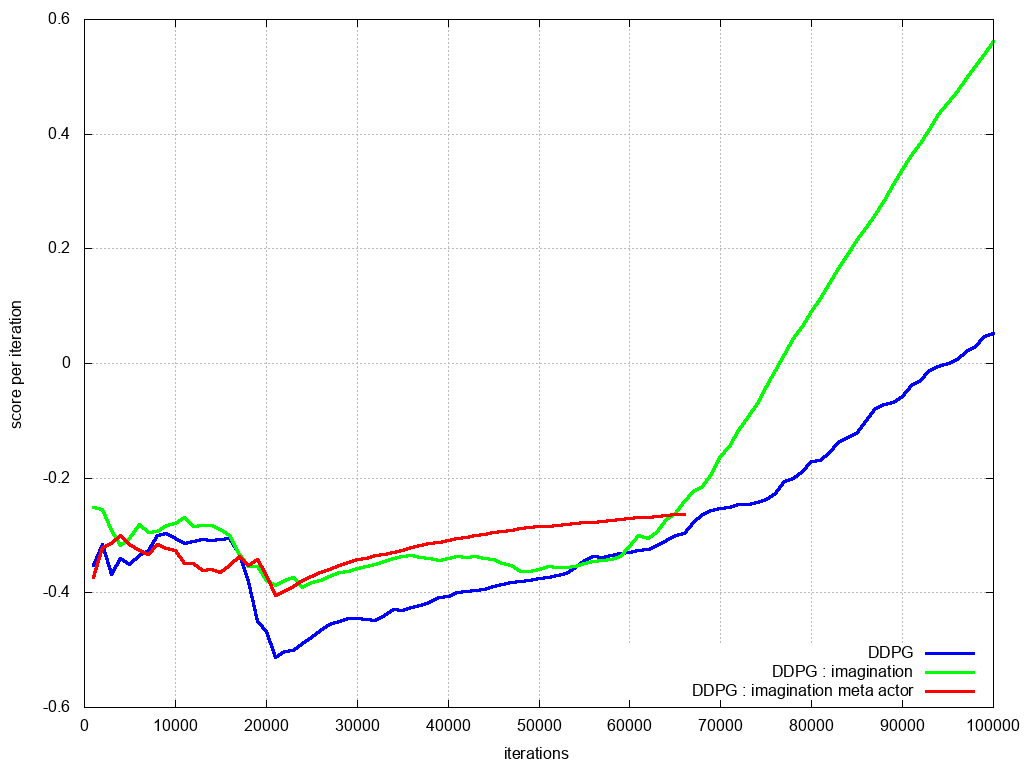 0.6
0.4
0.2
0
-0.2
-0.4
-0.6
score per iteration
DDPG
DDPG : imagination
DDPG : imagination meta actor
0 10000 20000 30000 40000 50000 60000 70000 80000 90000 100000
iterations